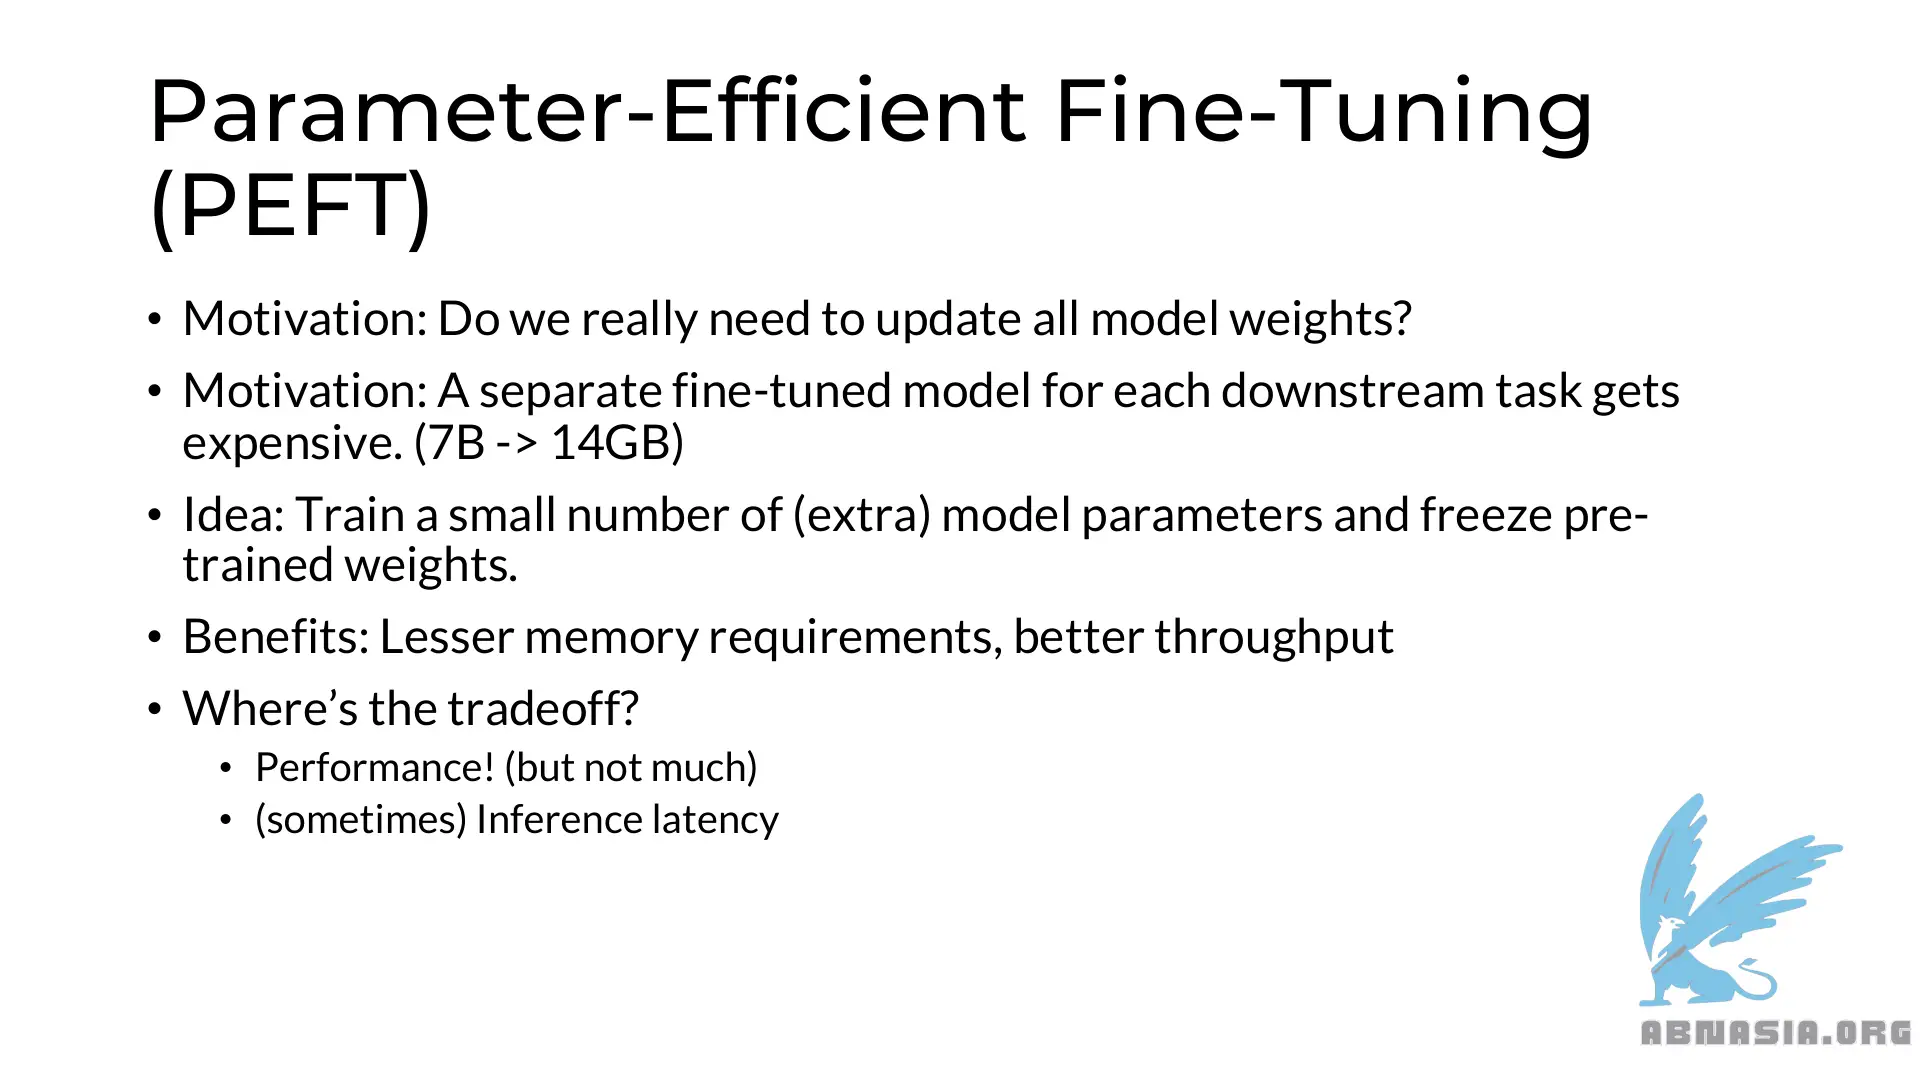 Parameter-Efficient Fine-Tuning
(PEFT)
• Motivation: Do we really need to update all model weights?
• Motivation: A separate fine-tuned model for each downstream task gets
expensive. (7B -> 14GB)
• Idea: Train a small number of (extra) model parameters and freeze pre-
trained weights.
• Benefits: Lesser memory requirements, better throughput
• Where’s the tradeoff?
• Performance! (but not much)
• (sometimes) Inference latency
ABNASIA.ORG